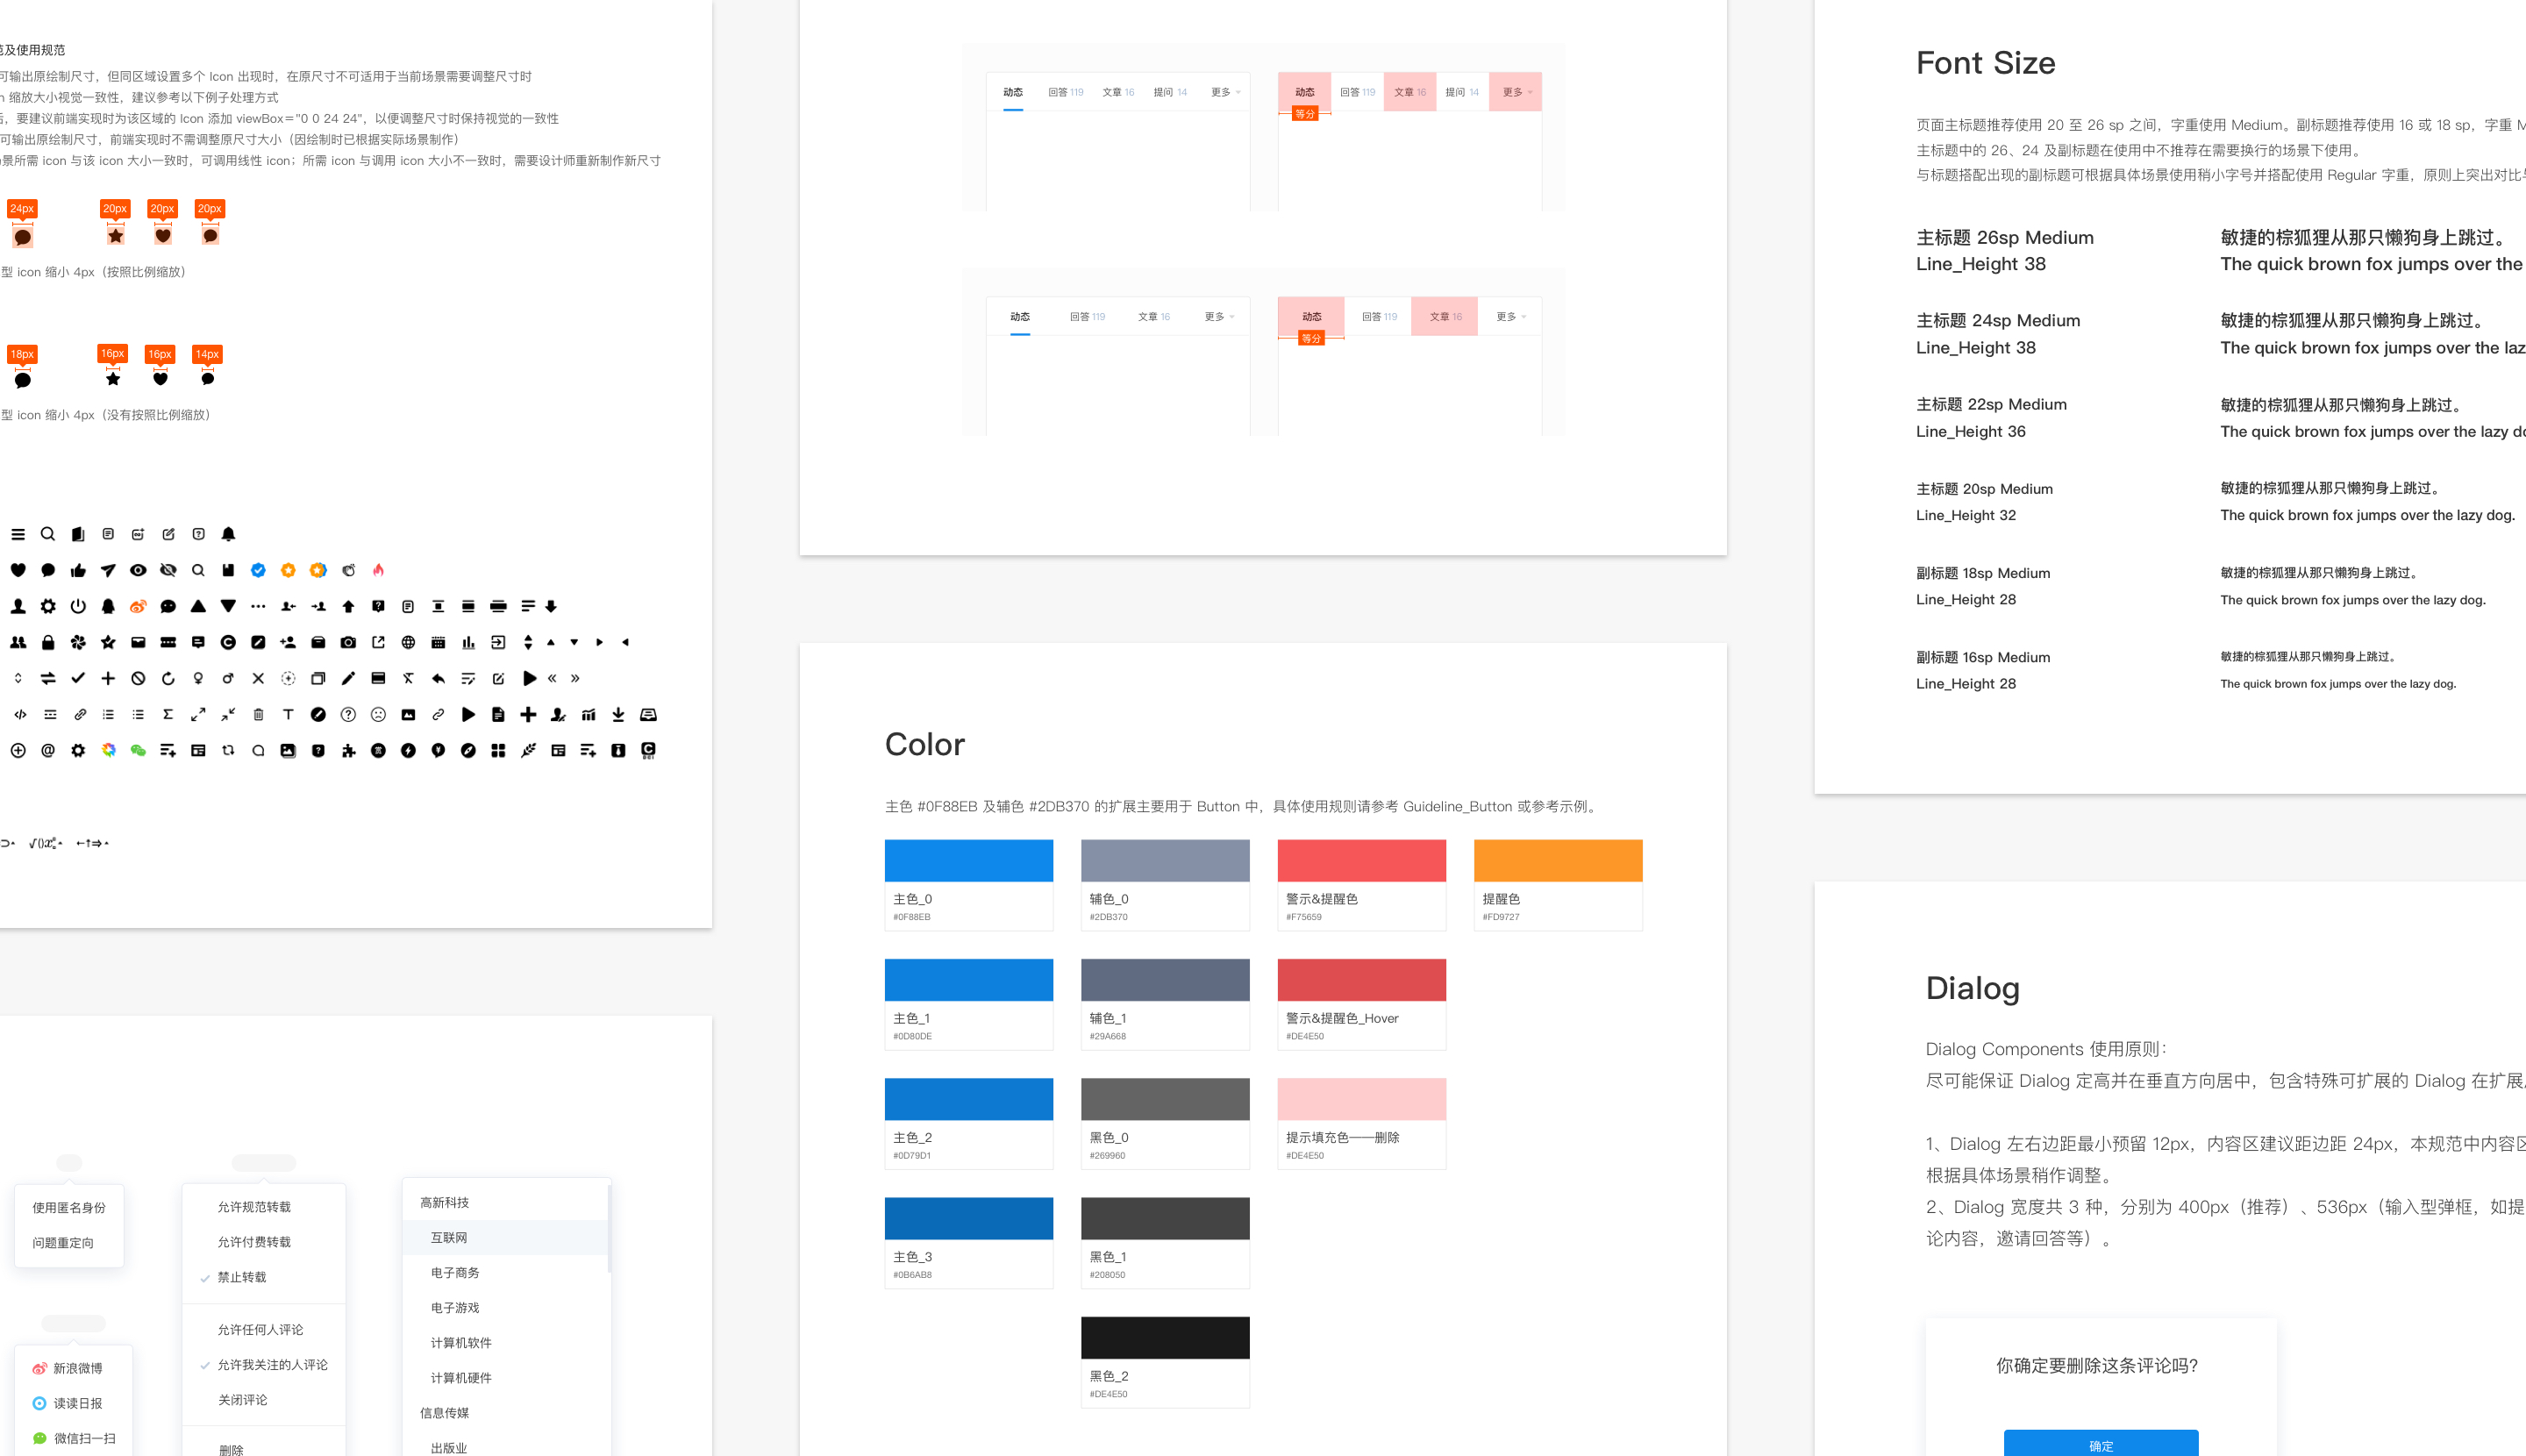 范及使用规范
可输出原绘制尺寸，但同区域设置多个 Icon 出现时，在原尺寸不可适用于当前场景需要调整尺寸时
n 缩放大小视觉一致性，建议参考以下例子处理方式
后，要建议前端实现时为该区域的 Icon 添加 viewBox="0 0 24 24"，以便调整尺寸时保持视觉的一致性
可输出原绘制尺寸，前端实现时不需调整原尺寸大小（因绘制时已根据实际场景制作）
景所需 icon 与该 icon 大小一致时，可调用线性 icon；所需 icon 与调用 icon 大小不一致时，需要设计师重新制作新尺寸
24px 20px 20px 20px
型 icon 缩小 4px（按照比例缩放）
18px 16px 16px 14px
型 icon 缩小 4px（没有按照比例缩放）
使用匿名身份
问题重定向
新浪微博
读读日报
微信扫一扫
允许规范转载
允许付费转载
禁止转载
允许任何人评论
允许我关注的人评论
关闭评论
删除
高新科技
互联网
电子商务
电子游戏
计算机软件
计算机硬件
信息传媒
出版业
动态 回答 119 文章 16 提问 14 更多
动态 回答 119 文章 16 提问 14 更多
等分
动态 回答 119 文章 16 更多
动态 回答 119 文章 16 更多
等分
Color
主色 #0F88EB 及辅色 #2DB370 的扩展主要用于 Button 中，具体使用规则请参考 Guideline_Button 或参考示例。
主色_0
#0F88EB
辅色_0
#2DB370
警示&提醒色
#F75659
提醒色
#FD9727
主色_1
#0D80DE
辅色_1
#29A668
警示&提醒色_Hover
#DE4E50
主色_2
#0D79D1
黑色_0
#269960
提示填充色——删除
#DE4E50
主色_3
#0B6AB8
黑色_1
#208050
黑色_2
#DE4E50
Font Size
页面主标题推荐使用 20 至 26 sp 之间，字重使用 Medium。副标题推荐使用 16 或 18 sp，字重 M
主标题中的 26、24 及副标题在使用中不推荐在需要换行的场景下使用。
与标题搭配出现的副标题可根据具体场景使用稍小字号并搭配使用 Regular 字重，原则上突出对比与
主标题 26sp Medium
Line_Height 38
敏捷的棕狐狸从那只懒狗身上跳过。
The quick brown fox jumps over the
主标题 24sp Medium
Line_Height 38
敏捷的棕狐狸从那只懒狗身上跳过。
The quick brown fox jumps over the laz
主标题 22sp Medium
Line_Height 36
敏捷的棕狐狸从那只懒狗身上跳过。
The quick brown fox jumps over the lazy do
主标题 20sp Medium
Line_Height 32
敏捷的棕狐狸从那只懒狗身上跳过。
The quick brown fox jumps over the lazy dog.
副标题 18sp Medium
Line_Height 28
敏捷的棕狐狸从那只懒狗身上跳过。
The quick brown fox jumps over the lazy dog.
副标题 16sp Medium
Line_Height 28
敏捷的棕狐狸从那只懒狗身上跳过。
The quick brown fox jumps over the lazy dog.
Dialog
Dialog Components 使用原则：
尽可能保证 Dialog 定高并在垂直方向居中，包含特殊可扩展的 Dialog 在扩展
1、Dialog 左右边距最小预留 12px，内容区建议距边距 24px，本规范中内容区
根据具体场景稍作调整。
2、Dialog 宽度共 3 种，分别为 400px（推荐）、536px（输入型弹框，如提
论内容，邀请回答等）。
你确定要删除这条评论吗?
确定